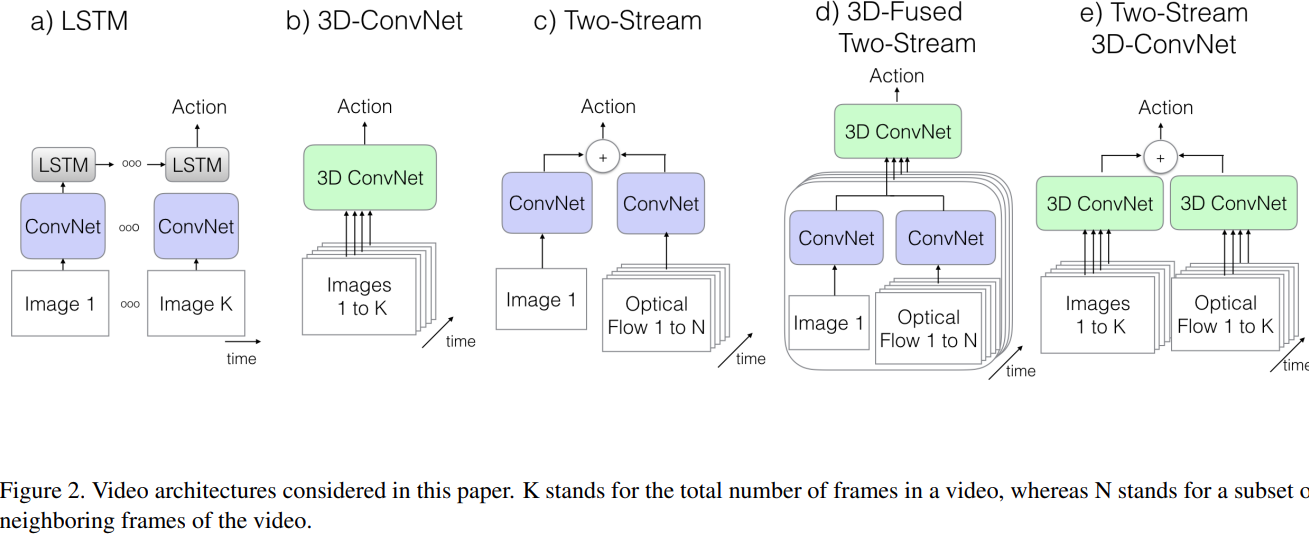 a) LSTM
Action
LSTM
ooo
LSTM
ConvNet
ooo
ConvNet
Image 1
ooo
Image K
time
b) 3D-ConvNet
Action
3D ConvNet
Images
1 to K
time
c) Two-Stream
Action
+
ConvNet
ConvNet
Image 1
Optical
Flow 1 to N
time
d) 3D-Fused
Two-Stream
Action
3D ConvNet
ConvNet
ConvNet
Image 1
Optical
Flow 1 to N
time
e) Two-Stream
3D-ConvNet
Action
+
3D ConvNet
3D ConvNet
Images
1 to K
Optical
Flow 1 to K
time
Figure 2. Video architectures considered in this paper. K stands for the total number of frames in a video, whereas N stands for a subset o
neighboring frames of the video.